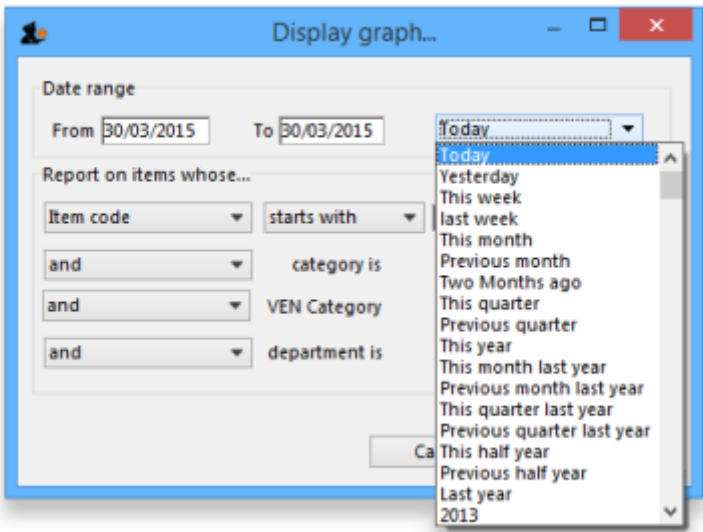 Display graph...
Date range
From 30/03/2015 To 30/03/2015 Today
Today
Yesterday
This week
last week
This month
Previous month
Two Months ago
This quarter
Previous quarter
This year
This month last year
Previous month last year
This quarter last year
Previous quarter last year
This half year
Previous half year
Last year
2013
Report on items whose...
Item code starts with
and category is
and VEN Category
and department is
Ca